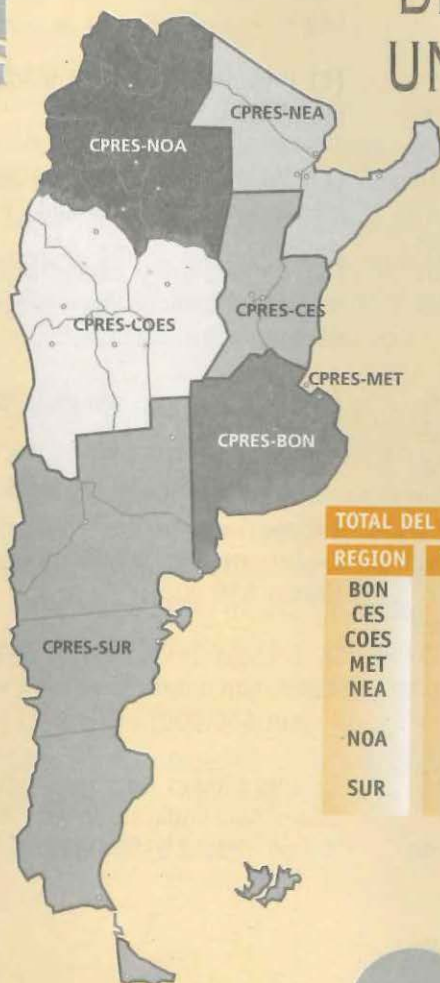 UN
CPRES-NEA
CPRES-NOA
CPRES-CES
CPRES-COES
CPRES-MET
CPRES-BON
TOTAL DEL
REGION
BON
CES
COES
MET
NEA
NOA
SUR
CPRES-SUR